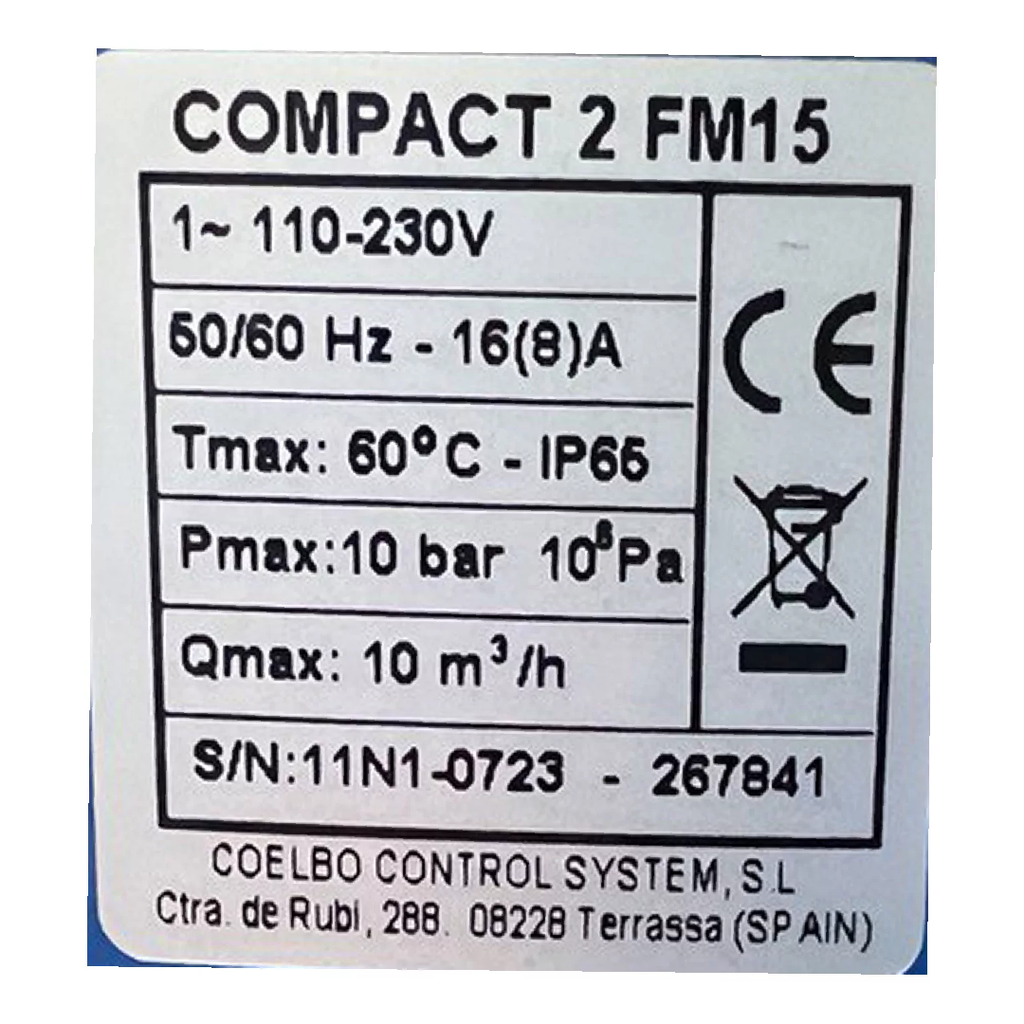 COMPACT 2 FM15
1~ 110-230V
50/60 Hz - 16(8)A
Tmax: 60°C - IP65
Pmax:10 bar 10⁶Pa
Qmax: 10 m³/h
CE
S/N:11N1-0723 - 267841
COELBO CONTROL SYSTEM, S.L
Ctra. de Rubi, 288. 08228 Terrassa (SPAIN)